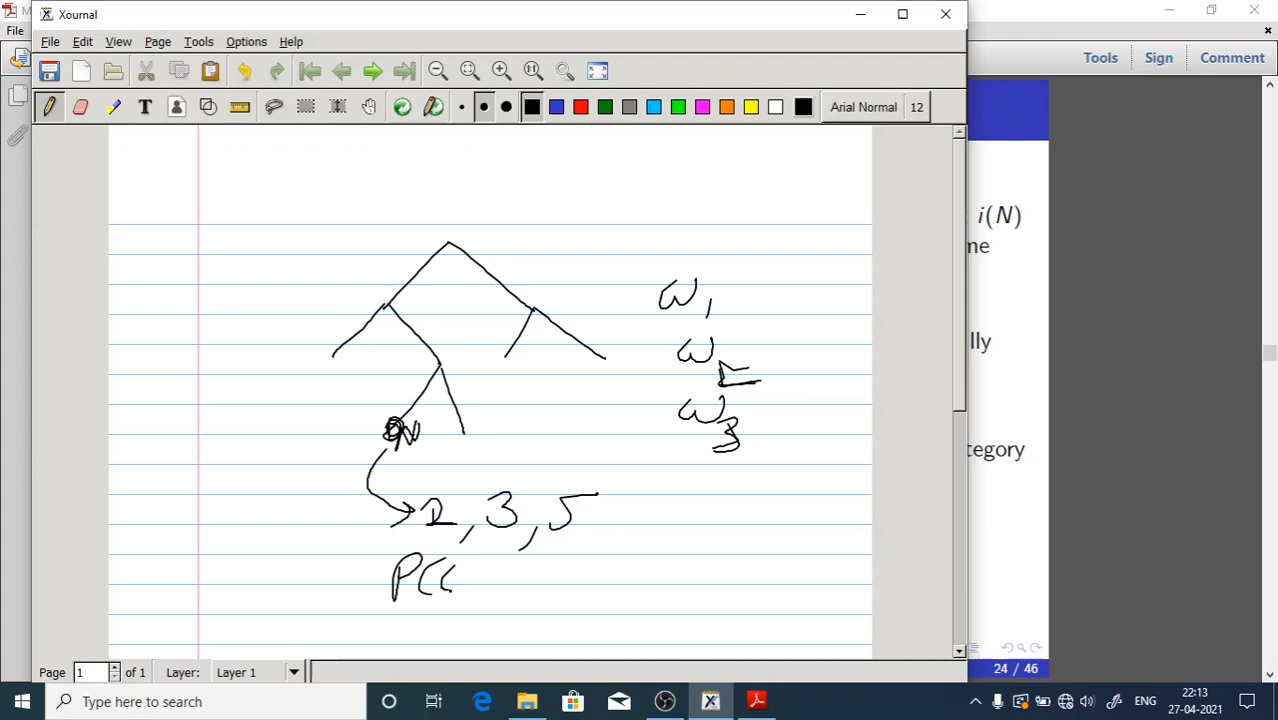 Xournal
File
File Edit View Page Tools Options Help
Tools Sign Comment
T
Arial Normal 12
i(N)
me
ω1
lly
ω2
ω3
N
tegory
2, 3, 5
P(
24 / 46
Page 1 of 1 Layer: Layer 1
Type here to search
ENG
22:13
27-04-2021